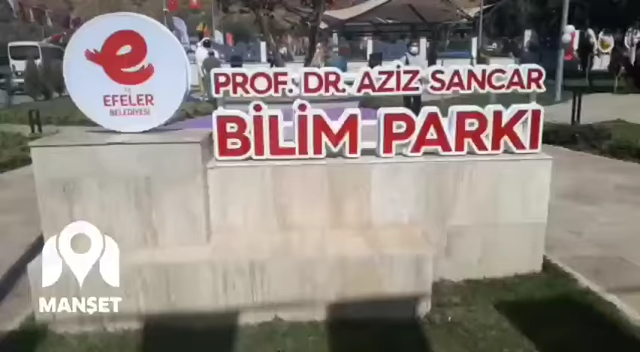 e
T.C.
EFELER
BELEDİYESİ
PROF. DR. AZİZ SANCAR
BİLİM PARKI
MANŞET